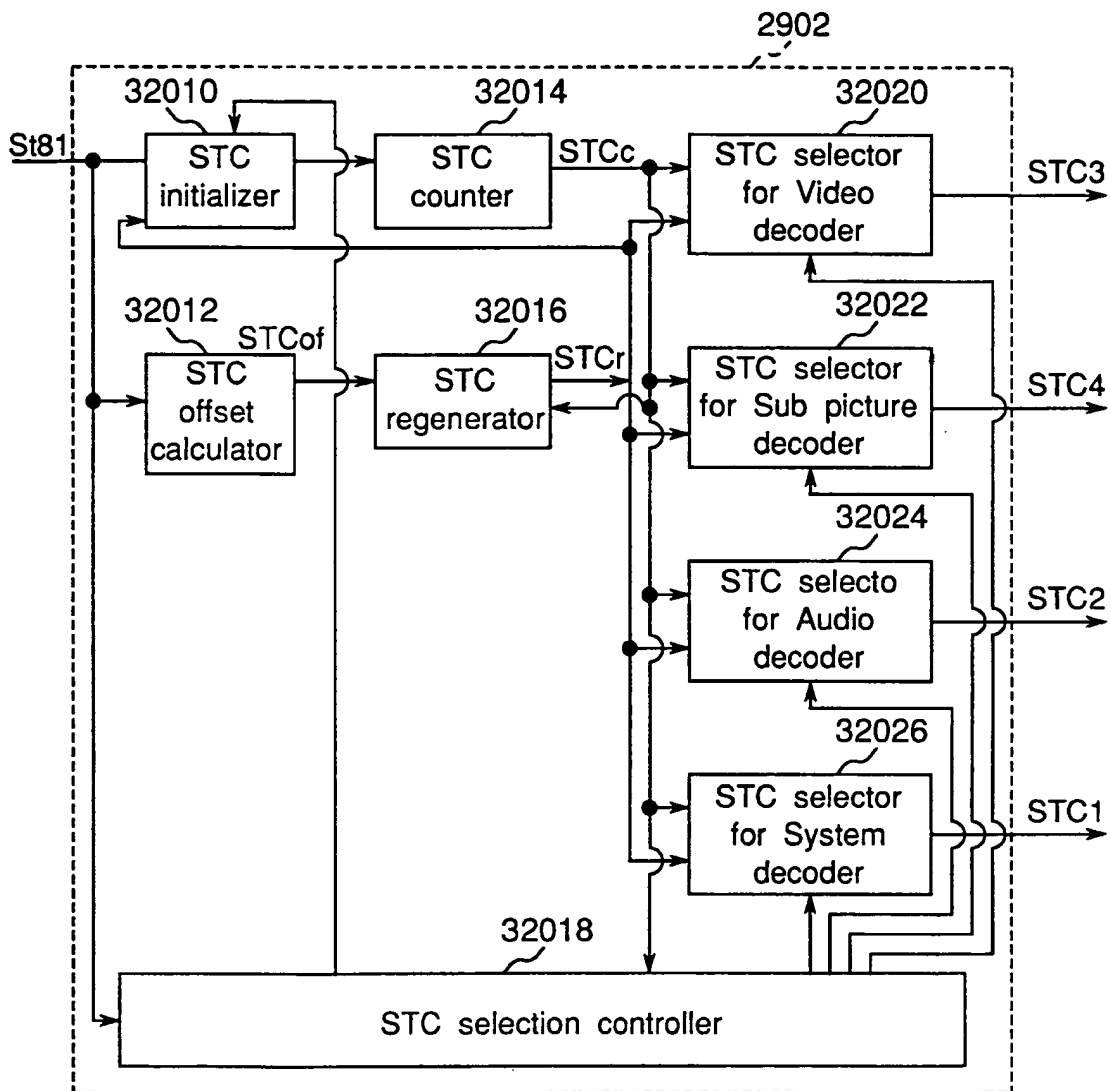 2902
32010
32014
32020
St81
STC
initializer
STC
counter
STCc
STC selector
for Video
decoder
STC3
32012
STCof
32016
STCr
32022
STC
offset
calculator
STC
regenerator
STC selector
for Sub picture
decoder
STC4
32024
STC selecto
for Audio
decoder
STC2
32026
STC selector
for System
decoder
STC1
32018
STC selection controller